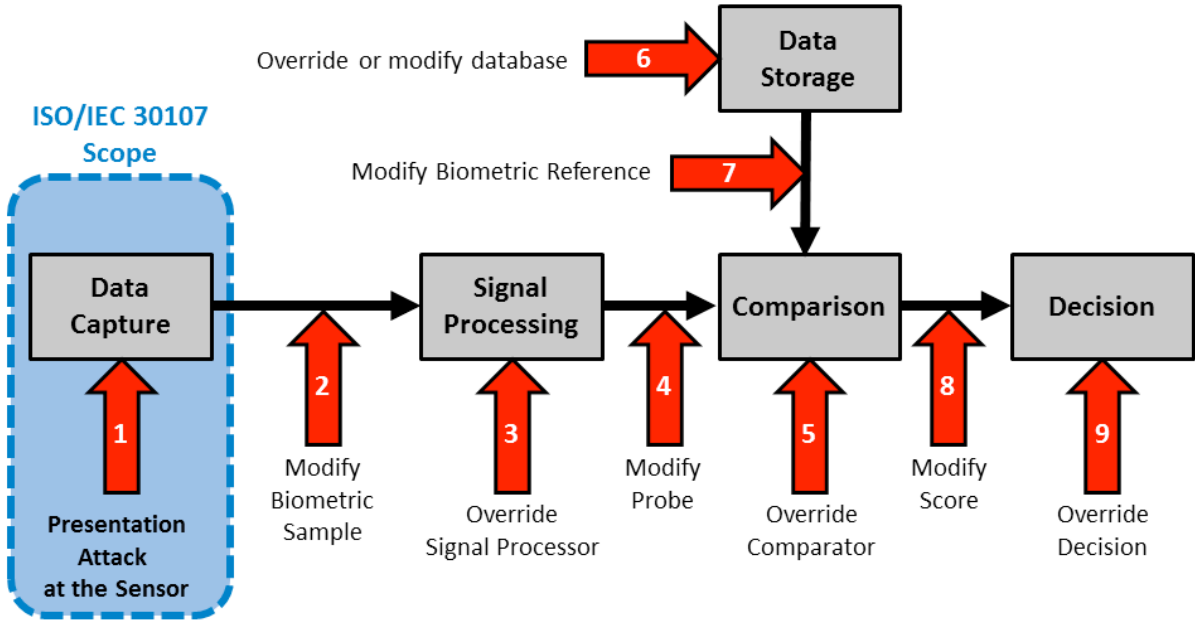 Override or modify database
6
Data
Storage
ISO/IEC 30107
Scope
Modify Biometric Reference
7
Data
Capture
Signal
Processing
Comparison
Decision
1
Presentation
Attack
at the Sensor
2
Modify
Biometric
Sample
3
Override
Signal Processor
4
Modify
Probe
5
Override
Comparator
8
Modify
Score
9
Override
Decision